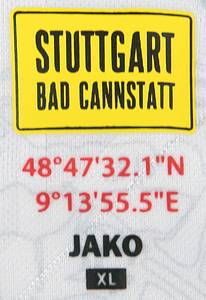 STUTTGART
BAD CANNSTATT
48°47'32.1"N
9°13'55.5"E
JAKO
XL